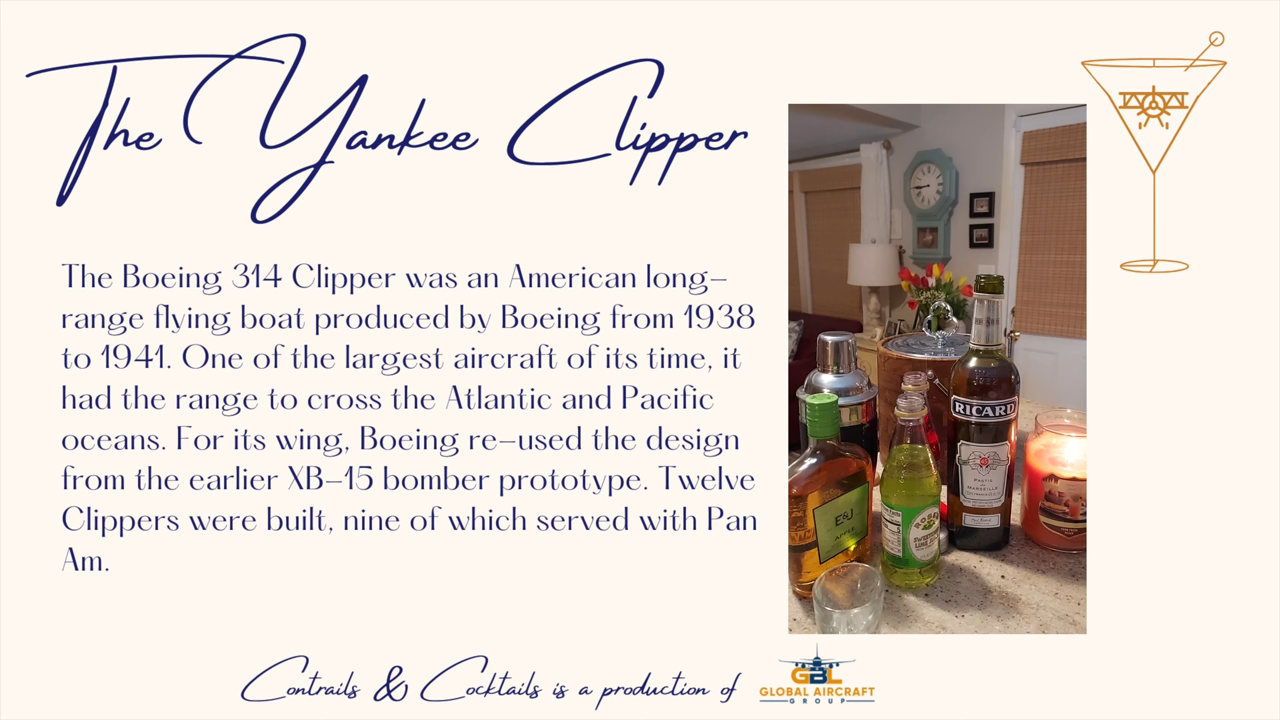 The Yankee Clipper
The Boeing 314 Clipper was an American long-
range flying boat produced by Boeing from 1938
to 1941. One of the largest aircraft of its time, it
had the range to cross the Atlantic and Pacific
oceans. For its wing, Boeing re-used the design
from the earlier XB-15 bomber prototype. Twelve
Clippers were built, nine of which served with Pan
Am.
RICARD
PASTIS
DE
MARSEILLE
E&J
APPLE
ROSE'S
SWEETENED
LIME JUICE
Contrails & Cocktails is a production of
GBL
GLOBAL AIRCRAFT
GROUP